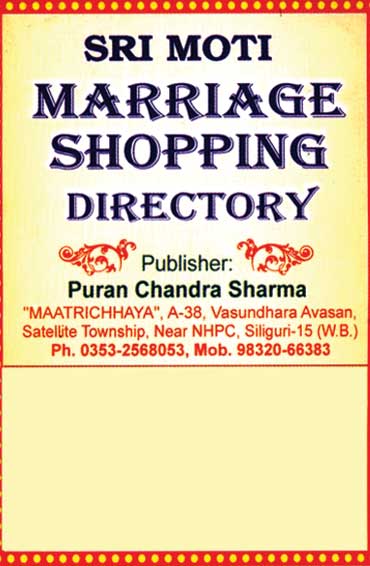 SRI MOTI
MARRIAGE
SHOPPING
DIRECTORY
Publisher:
Puran Chandra Sharma
"MAATRICHHAYA", A-38, Vasundhara Avasan,
Satellite Township, Near NHPC, Siliguri-15 (W.B.)
Ph. 0353-2568053, Mob. 98320-66383